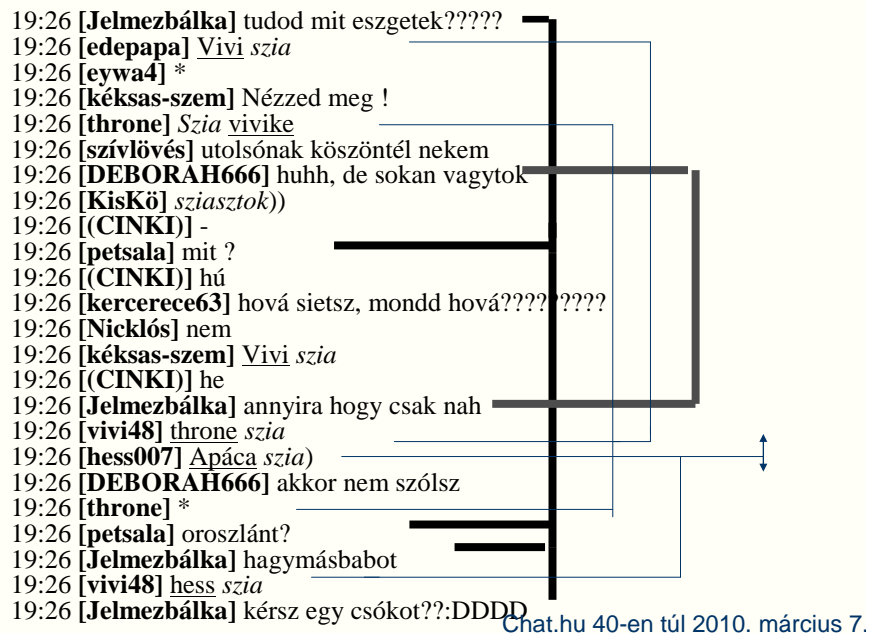 19:26 [Jelmezbálka] tudod mit eszgetek?????
19:26 [edepapa] Vivi szia
19:26 [eywa4] *
19:26 [kéksas-szem] Nézzed meg !
19:26 [throne] Szia vivike
19:26 [szívlövés] utolsónak köszöntél nekem
19:26 [DEBORAH666] huhh, de sokan vagytok
19:26 [KisKö] sziasztok))
19:26 [(CINKI)] -
19:26 [petsala] mit ?
19:26 [(CINKI)] hú
19:26 [kercerece63] hová sietsz, mondd hová?????????
19:26 [Nicklós] nem
19:26 [kéksas-szem] Vivi szia
19:26 [(CINKI)] he
19:26 [Jelmezbálka] annyira hogy csak nah
19:26 [vivi48] throne szia
19:26 [hess007] Apáca szia)
19:26 [DEBORAH666] akkor nem szólsz
19:26 [throne] *
19:26 [petsala] oroszlánt?
19:26 [Jelmezbálka] hagymásbabot
19:26 [vivi48] hess szia
19:26 [Jelmezbálka] kérsz egy csókot??:DDDD
Chat.hu 40-en túl 2010. március 7.